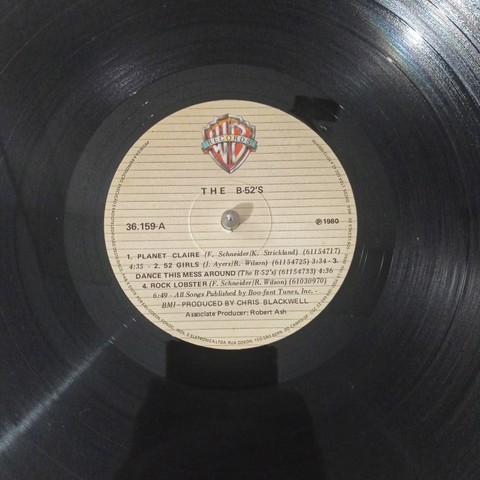 WB
RECORDS
THE B-52'S
36.159-A
℗1980
1. PLANET CLAIRE (F. Schneider/K. Strickland) (61154717)
4:35 - 2. 52 GIRLS (J. Ayers/R. Wilson) (61154725) 3:34 - 3.
DANCE THIS MESS AROUND (The B-52's) (61154733) 4:36
4. ROCK LOBSTER (F. Schneider/R. Wilson) (61030970)
6:49 - All Songs Published by Boo-fant Tunes, Inc. -
BMI - PRODUCED BY CHRIS BLACKWELL
Associate Producer: Robert Ash